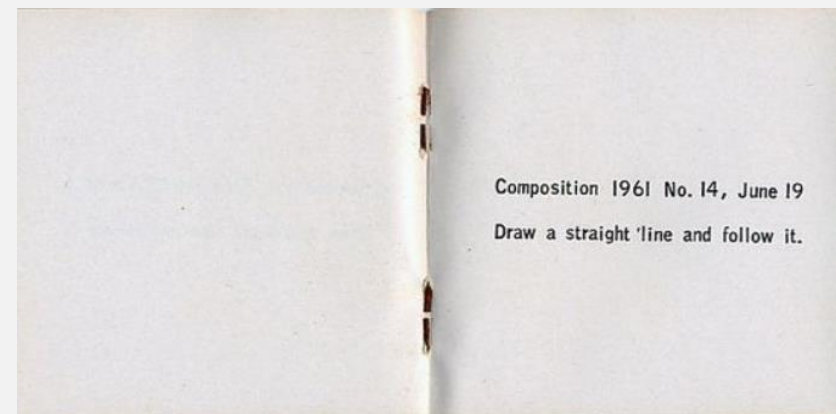 Composition 1961 No. 14, June 19
Draw a straight 'line and follow it.